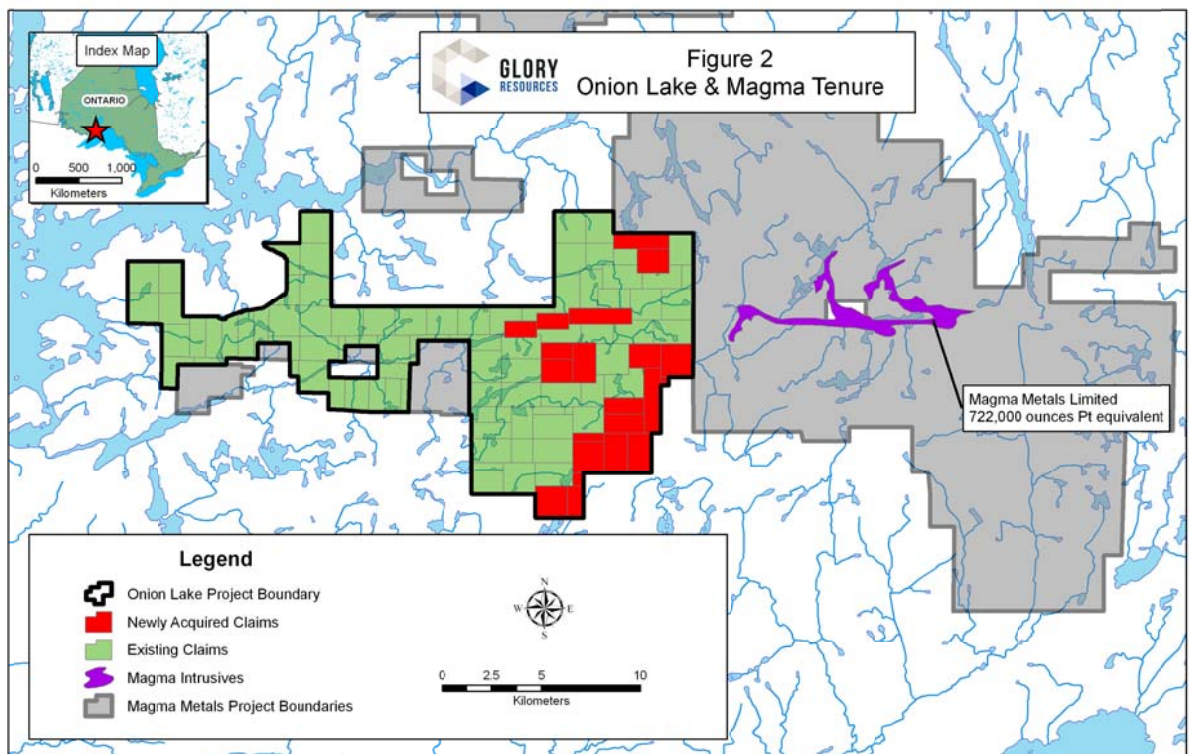 Index Map
ONTARIO
0 500 1,000
Kilometers
GLORY
RESOURCES
Figure 2
Onion Lake & Magma Tenure
Magma Metals Limited
722,000 ounces Pt equivalent
Legend
Onion Lake Project Boundary
Newly Acquired Claims
Existing Claims
Magma Intrusives
Magma Metals Project Boundaries
N
W E
S
0 2.5 5 10
Kilometers